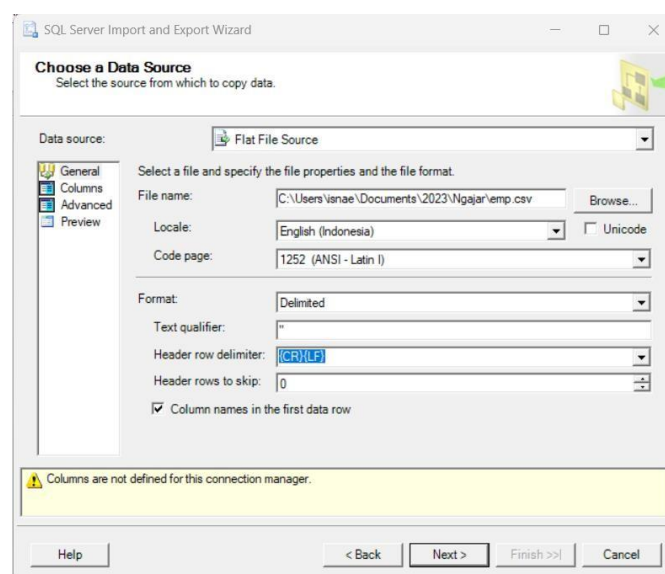 SQL Server Import and Export Wizard
Choose a Data Source
Select the source from which to copy data.
Data source: Flat File Source
General
Columns
Advanced
Preview
Select a file and specify the file properties and the file format.
File name: C:\Users\isnae\Documents\2023\Ngajar\emp.csv Browse...
Locale: English (Indonesia) Unicode
Code page: 1252 (ANSI - Latin I)
Format: Delimited
Text qualifier: "
Header row delimiter: {CR}{LF}
Header rows to skip: 0
Column names in the first data row
Columns are not defined for this connection manager.
Help < Back Next > Finish >>| Cancel